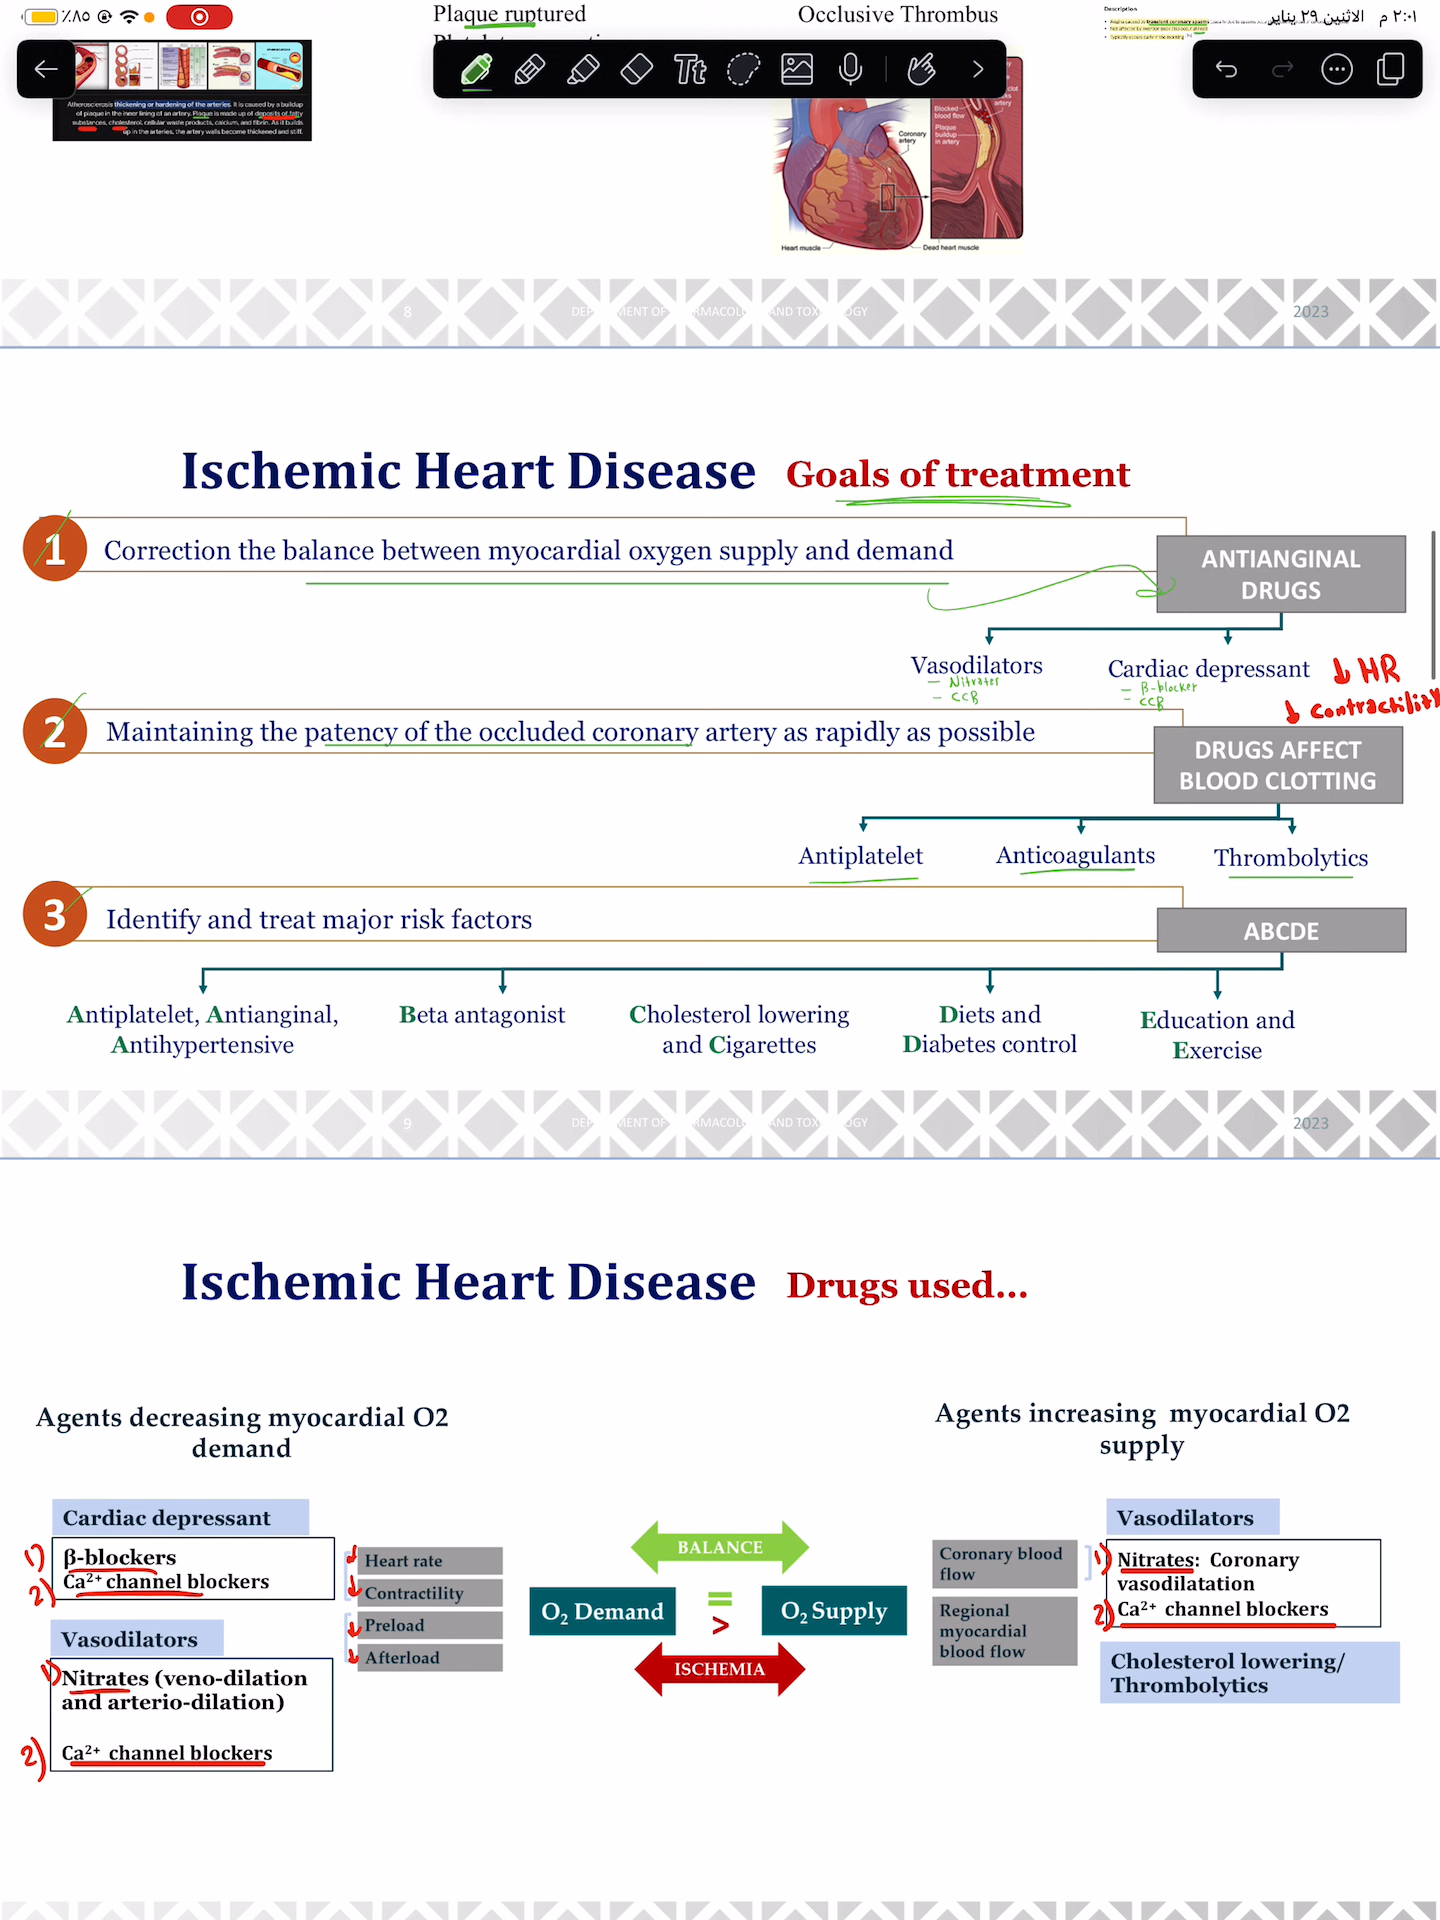 ٪٨٥
الاثنين ٢٩ يناير ٢:٠١ م
Plaque ruptured
Occlusive Thrombus
Description
Tt
Atherosclerosis thickening or hardening of the arteries. It is caused by a buildup
of plaque in the inner lining of an artery. Plaque is made up of deposits of fatty
substances, cholesterol, cellular waste products, calcium, and fibrin. As it builds
up in the arteries, the artery walls become thickened and stiff.
Coronary
artery
Blocked
blood flow
Plaque
buildup
in artery
Heart muscle
Dead heart muscle
8
2023
Ischemic Heart Disease Goals of treatment
1 Correction the balance between myocardial oxygen supply and demand
ANTIANGINAL
DRUGS
Vasodilators
- Nitrates
- CCB
Cardiac depressant
- β-blocker
- CCB
↓ HR
↓ Contractility
2 Maintaining the patency of the occluded coronary artery as rapidly as possible
DRUGS AFFECT
BLOOD CLOTTING
Antiplatelet
Anticoagulants
Thrombolytics
3 Identify and treat major risk factors
ABCDE
Antiplatelet, Antianginal,
Antihypertensive
Beta antagonist
Cholesterol lowering
and Cigarettes
Diets and
Diabetes control
Education and
Exercise
9
2023
Ischemic Heart Disease Drugs used...
Agents decreasing myocardial O2
demand
Cardiac depressant
1) β-blockers
2) Ca²⁺ channel blockers
Vasodilators
1) Nitrates (veno-dilation
and arterio-dilation)
2) Ca²⁺ channel blockers
Heart rate
Contractility
Preload
Afterload
BALANCE
O₂ Demand
=
>
O₂ Supply
ISCHEMIA
Agents increasing myocardial O2
supply
Coronary blood
flow
Regional
myocardial
blood flow
Vasodilators
1) Nitrates: Coronary
vasodilatation
2) Ca²⁺ channel blockers
Cholesterol lowering/
Thrombolytics